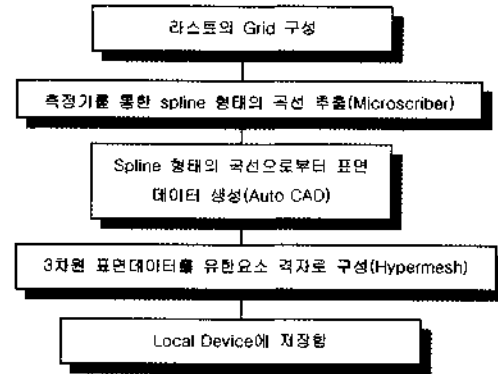 라스트의 Grid 구성
측정기를 통한 spline 형태의 곡선 추출(Microscriber)
Spline 형태의 곡선으로부터 표면
데이터 생성(Auto CAD)
3차원 표면데이터를 유한요소 격자로 구성(Hypermesh)
Local Device에 저장함